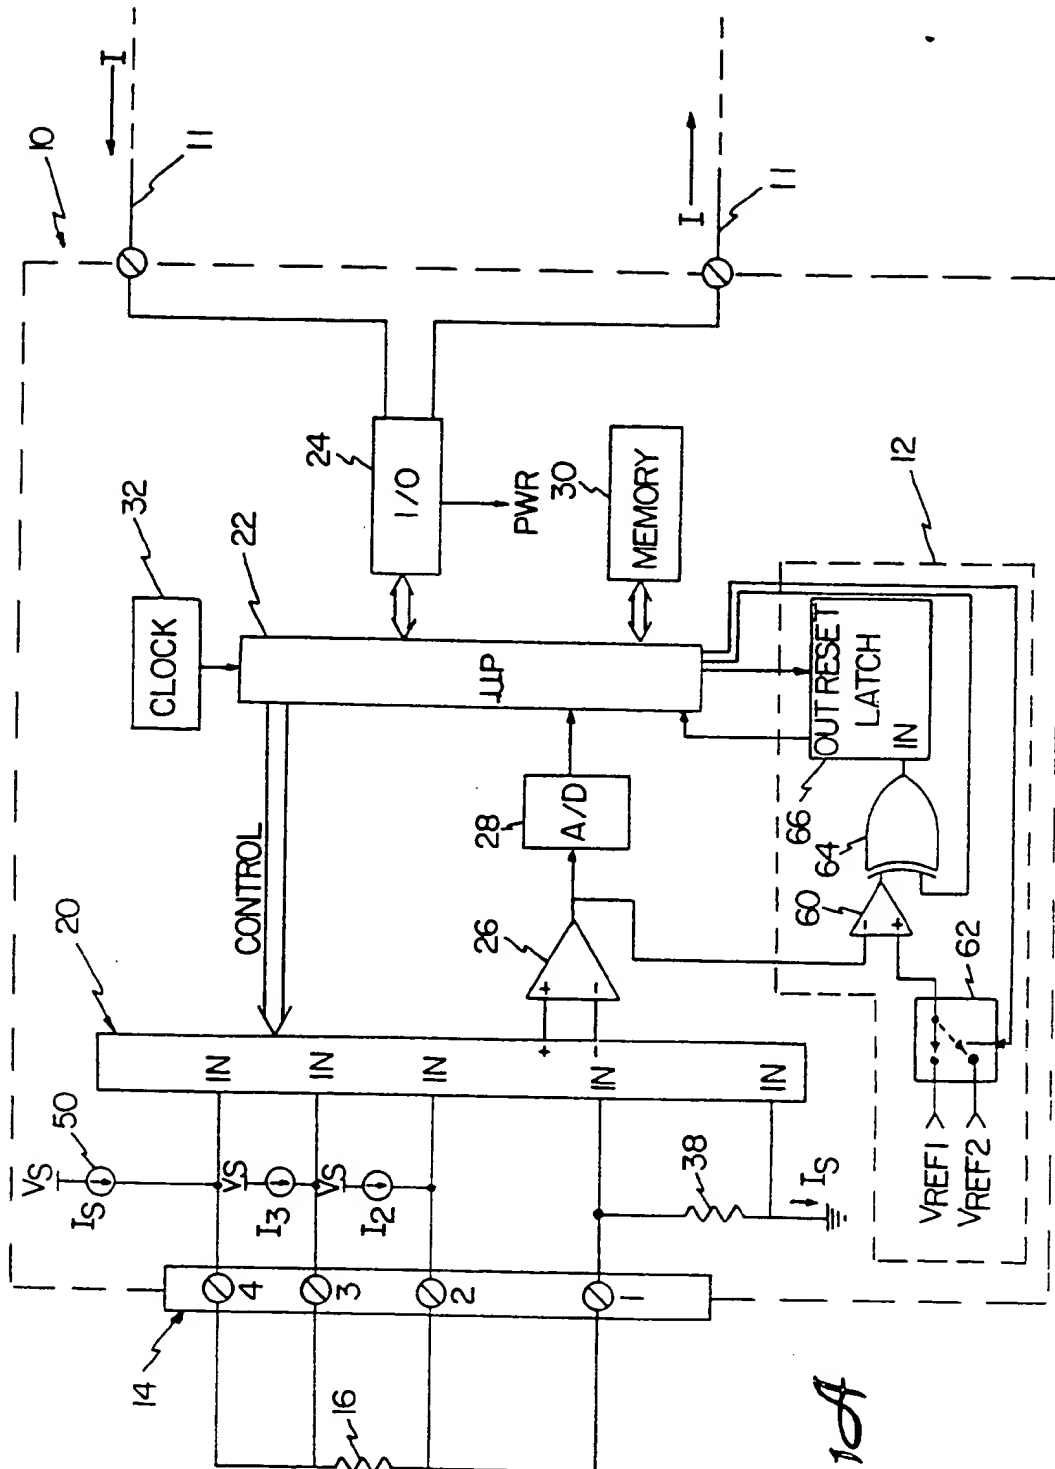 10
I
11
I
11
32
CLOCK
22
24
I/O
PWR
30
MEMORY
µP
CONTROL
20
28
A/D
26
+
-
+
-
IN
IN
IN
IN
IN
12
OUT RESET
LATCH
IN
66
64
60
-
+
62
VREF1
VREF2
50
VS
IS
VS
I3
VS
I2
38
IS
14
4
3
2
1
16
1A